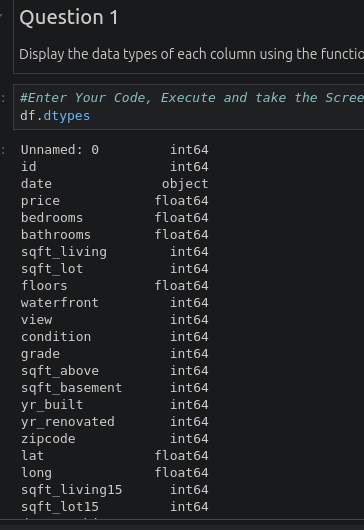 Question 1
Display the data types of each column using the functio
#Enter Your Code, Execute and take the Scree
df.dtypes
Unnamed: 0 int64
id int64
date object
price float64
bedrooms float64
bathrooms float64
sqft_living int64
sqft_lot int64
floors float64
waterfront int64
view int64
condition int64
grade int64
sqft_above int64
sqft_basement int64
yr_built int64
yr_renovated int64
zipcode int64
lat float64
long float64
sqft_living15 int64
sqft_lot15 int64